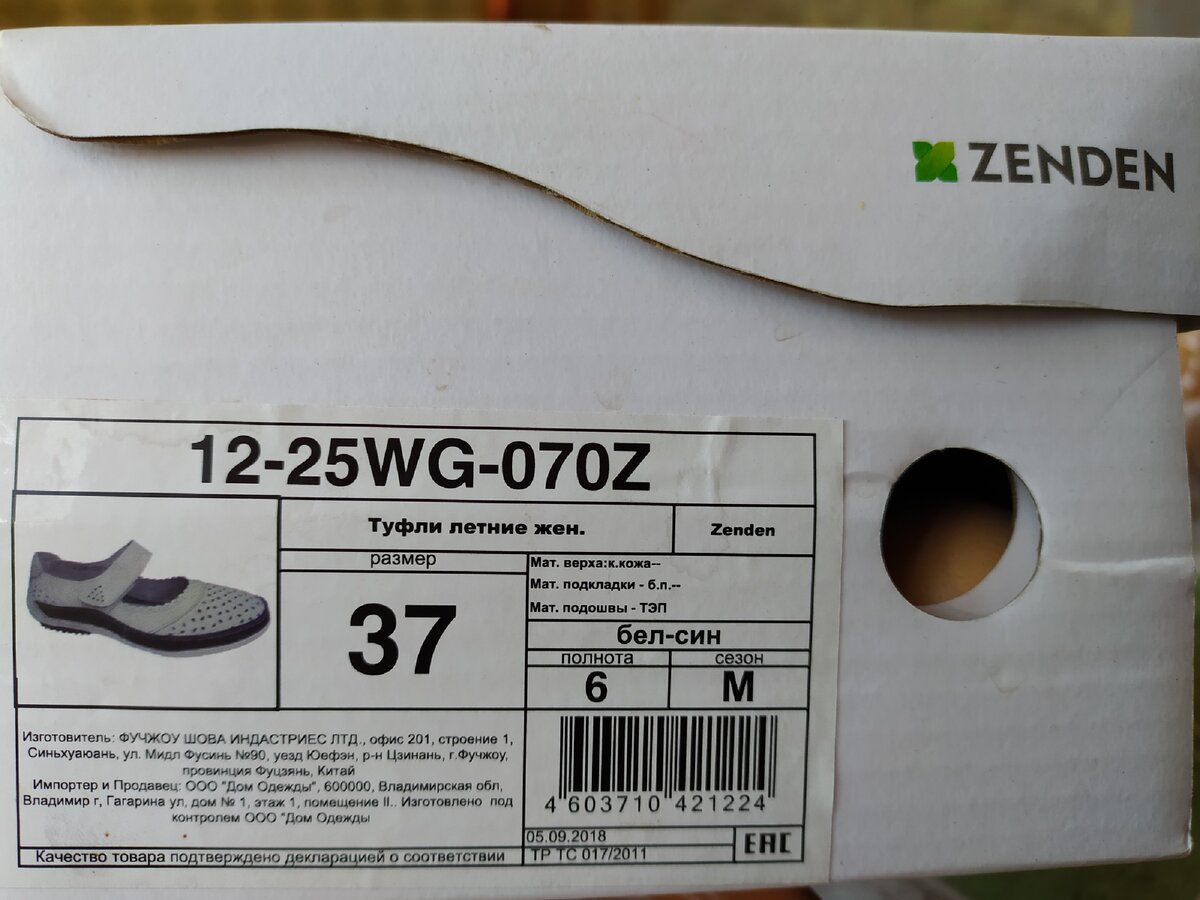 ZENDEN
12-25WG-070Z
Туфли летние жен.
Zenden
размер
37
Мат. верха:к.кожа--
Мат. подкладки - б.п.--
Мат. подошвы - ТЭП
бел-син
полнота
сезон
6
М
Изготовитель: ФУЧЖОУ ШОВА ИНДАСТРИЕС ЛТД., офис 201, строение 1,
Синьхуаюань, ул. Мидл Фусинь №90, уезд Юефэн, р-н Цзинань, г.Фучжоу,
провинция Фуцзянь, Китай
Импортер и Продавец: ООО "Дом Одежды", 600000, Владимирская обл,
Владимир г, Гагарина ул, дом № 1, этаж 1, помещение II.. Изготовлено под
контролем ООО "Дом Одежды
4 603710 421224
05.09.2018
ТР ТС 017/2011
ЕАС
Качество товара подтверждено декларацией о соответствии